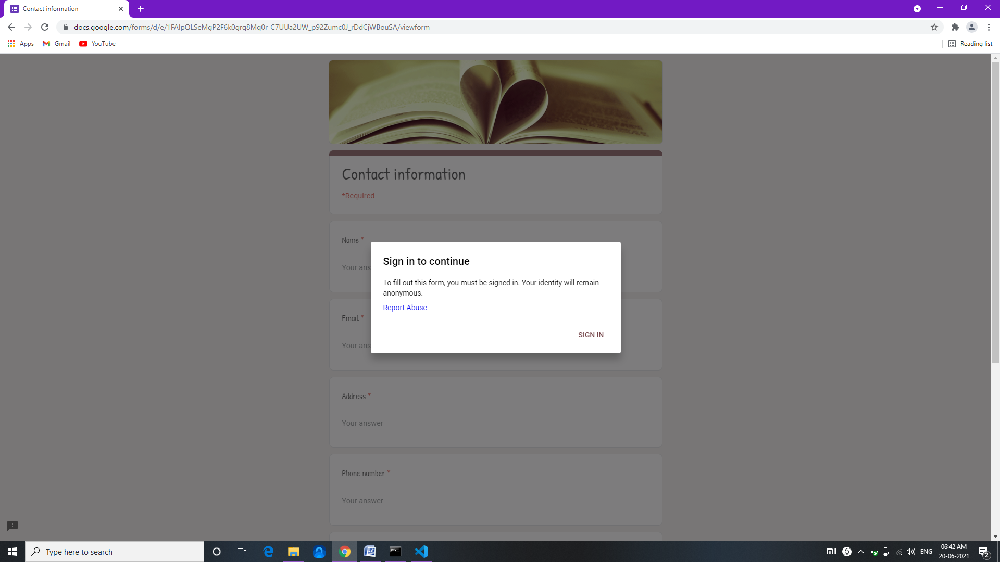 Contact information
docs.google.com/forms/d/e/1FAIpQLSeMgP2F6k0grq8Mq0r-C7UUa2UW_p92Zumc0J_rDdCjWBouSA/viewform
Apps Gmail YouTube Reading list
Contact information
*Required
Name *
Your ans
Sign in to continue
To fill out this form, you must be signed in. Your identity will remain
anonymous.
Report Abuse
SIGN IN
Email *
Your ans
Address *
Your answer
Phone number *
Your answer
Type here to search
ENG
06:42 AM
20-06-2021
2